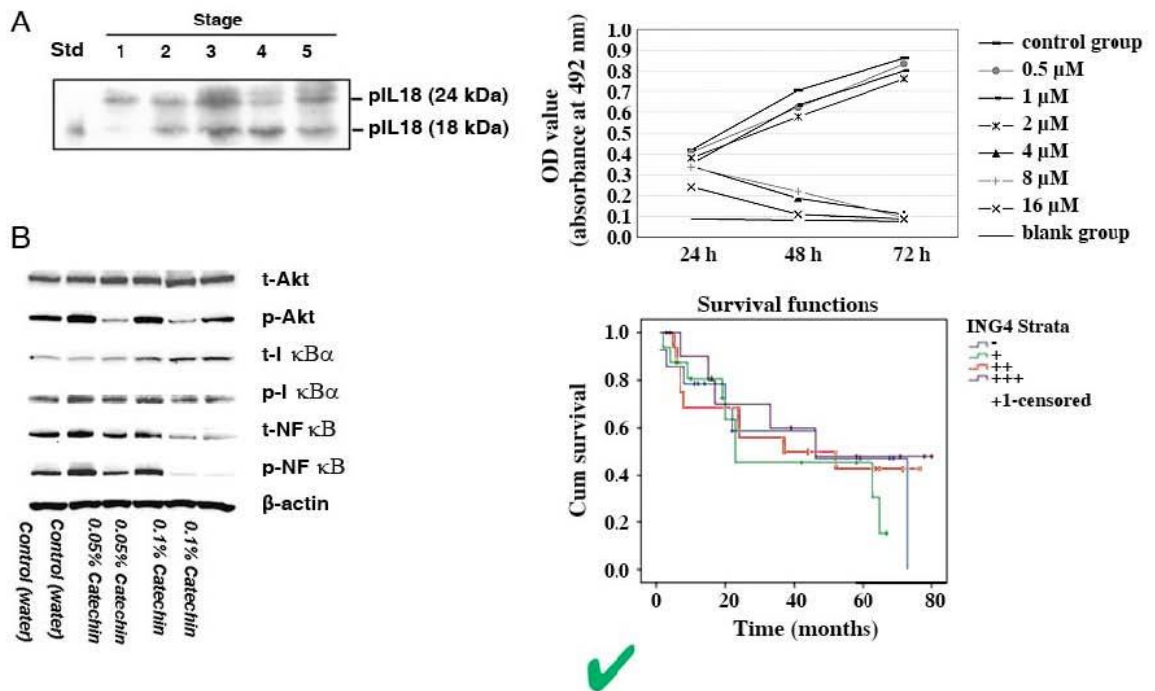 A
Stage
Std 1 2 3 4 5
pIL18 (24 kDa)
pIL18 (18 kDa)
B
t-Akt
p-Akt
t-I κBα
p-I κBα
t-NF κB
p-NF κB
β-actin
Control (water)
Control (water)
0.05% Catechin
0.05% Catechin
0.1% Catechin
0.1% Catechin
OD value
(absorbance at 492 nm)
1.0
0.9
0.8
0.7
0.6
0.5
0.4
0.3
0.2
0.1
0.0
24 h 48 h 72 h
control group
0.5 μM
1 μM
2 μM
4 μM
8 μM
16 μM
blank group
Survival functions
Cum survival
1.0
0.8
0.6
0.4
0.2
0.0
0 20 40 60 80
Time (months)
ING4 Strata
-
+
++
+++
+1-censored